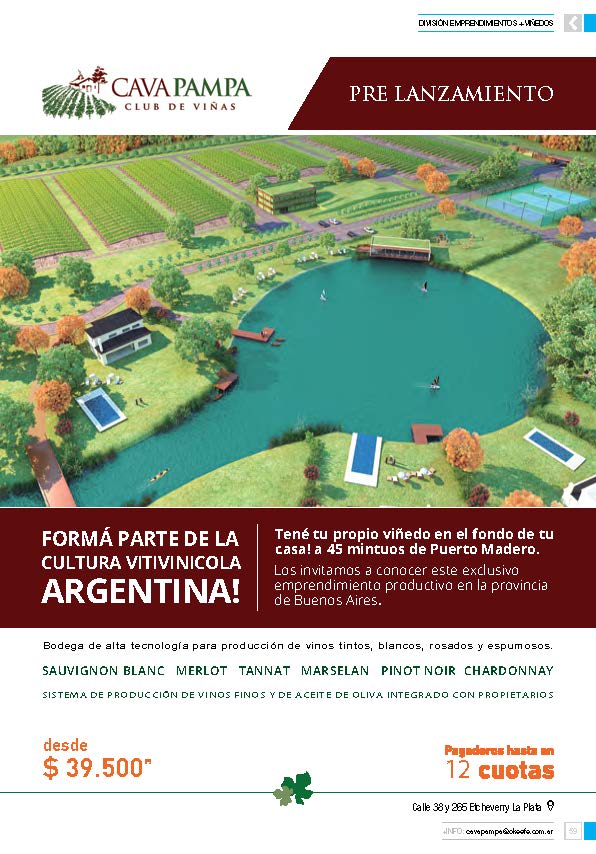 DIVISIÓN EMPRENDIMIENTOS + VIÑEDOS
CAVA PAMPA
CLUB DE VIÑAS
PRE LANZAMIENTO
FORMÁ PARTE DE LA
CULTURA VITIVINICOLA
ARGENTINA!
Tené tu propio viñedo en el fondo de tu
casa! a 45 mintuos de Puerto Madero.
Los invitamos a conocer este exclusivo
emprendimiento productivo en la provincia
de Buenos Aires.
Bodega de alta tecnología para producción de vinos tintos, blancos, rosados y espumosos.
SAUVIGNON BLANC MERLOT TANNAT MARSELAN PINOT NOIR CHARDONNAY
SISTEMA DE PRODUCCIÓN DE VINOS FINOS Y DE ACEITE DE OLIVA INTEGRADO CON PROPIETARIOS
desde
$ 39.500
Pagaderos hasta en
12 cuotas
Calle 38 y 265 Etcheverry La Plata
+INFO: cavapampa@okeefe.com.ar 59